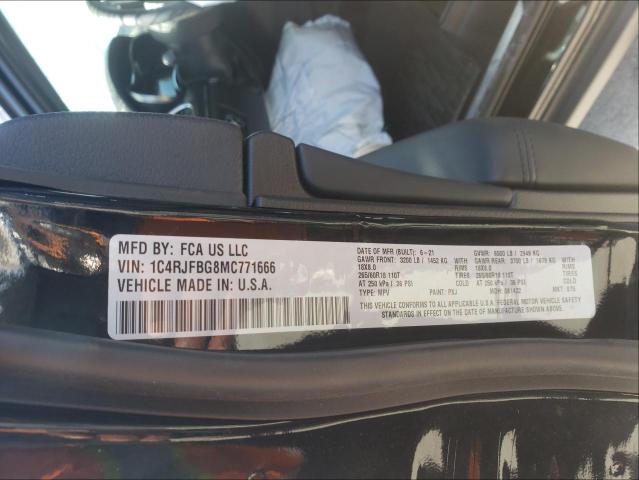 MFD BY: FCA US LLC
VIN: 1C4RJFBG8MC771666
VEHICLE MADE IN: U.S.A.
DATE OF MFR (BUILT): 6-21 GVWR: 6500 LB / 2949 KG
GAWR FRONT: 3200 LB / 1452 KG WITH GAWR REAR: 3700 LB / 1678 KG WITH
18X8.0 TIRES 18X8.0 TIRES
265/60R18 110T 265/60R18 110T
AT 250 kPa / 36 PSI COLD AT 250 kPa / 36 PSI COLD
TYPE: MPV PAINT: PXJ MDH: 061422 MKT:
THIS VEHICLE CONFORMS TO ALL APPLICABLE U.S.A. FEDERAL MOTOR VEHICLE SAFETY
STANDARDS IN EFFECT ON THE DATE OF MANUFACTURE SHOWN ABOVE.